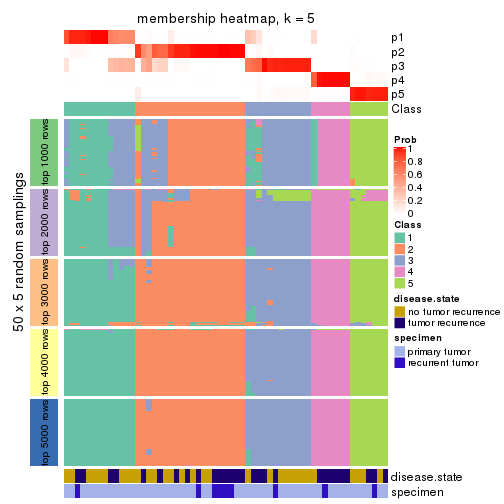 membership heatmap, k = 5
p1
p2
p3
p4
p5
Class
50 x 5 random samplings
top 1000 rows
top 2000 rows
top 3000 rows
top 4000 rows
top 5000 rows
Prob
1
0.8
0.6
0.4
0.2
0
Class
1
2
3
4
5
disease.state
no tumor recurrence
tumor recurrence
specimen
primary tumor
recurrent tumor
disease.state
specimen